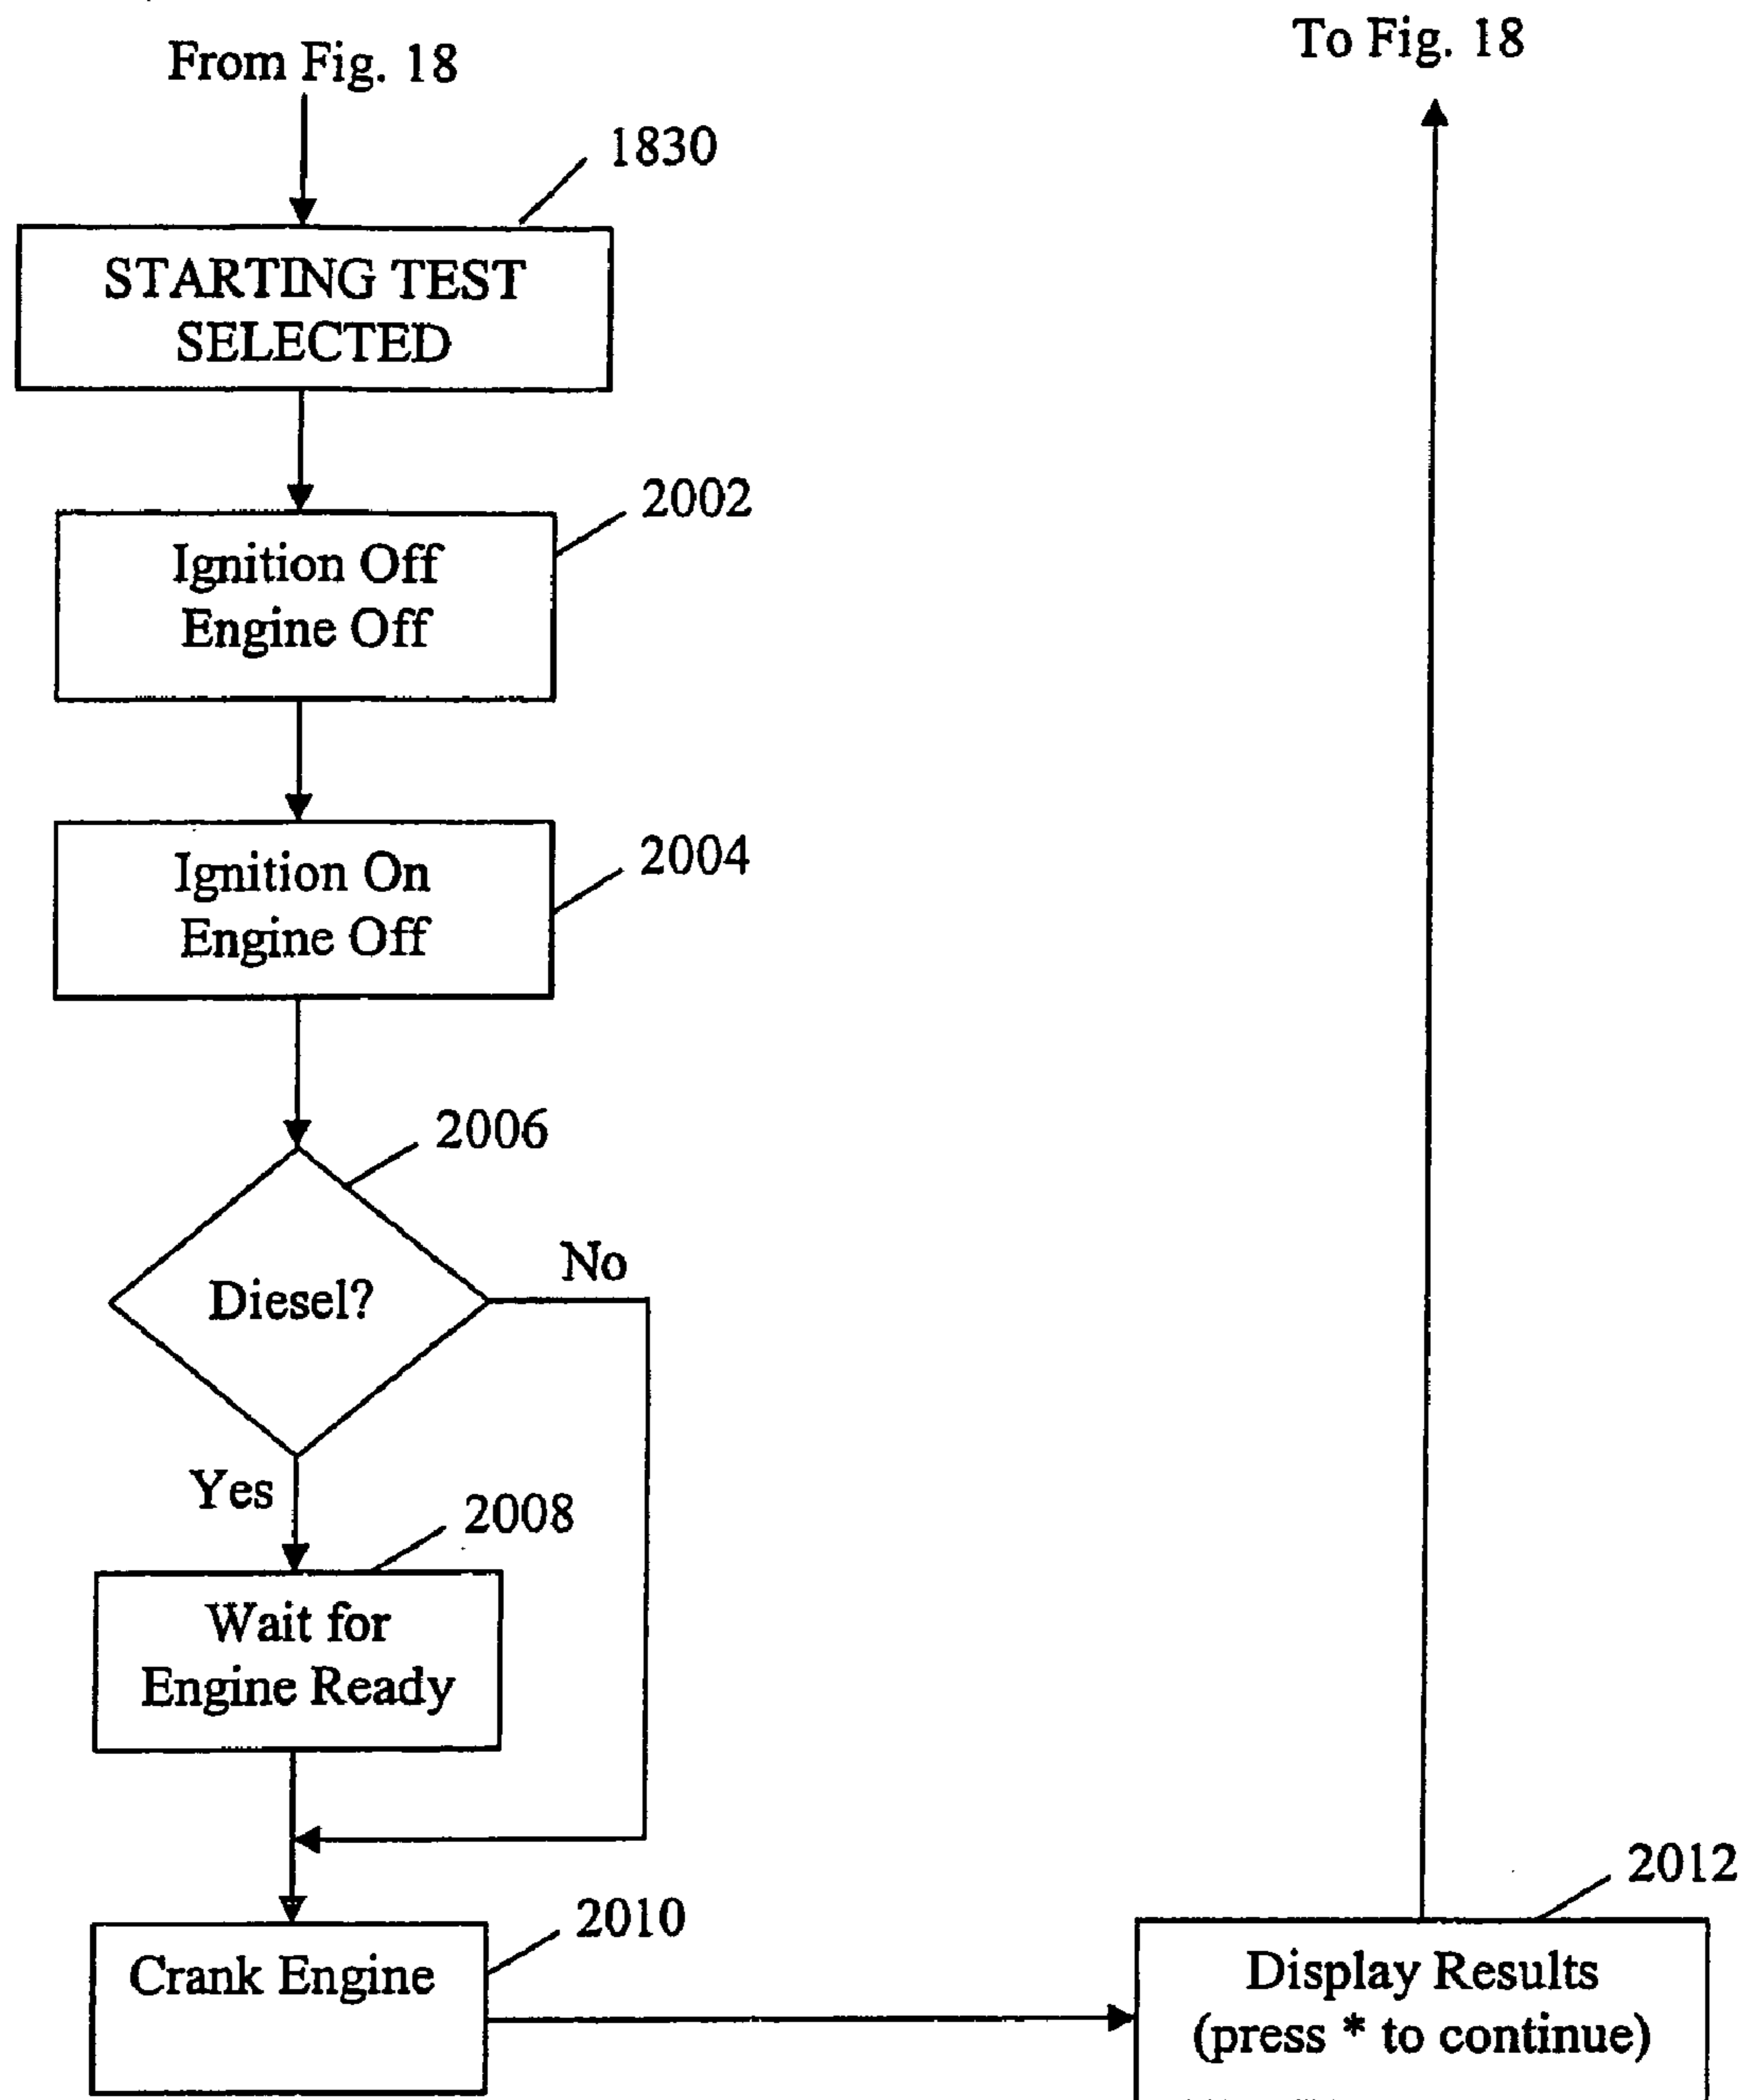 From Fig. 18
To Fig. 18
1830
STARTING TEST
SELECTED
2002
Ignition Off
Engine Off
2004
Ignition On
Engine Off
2006
Diesel?
No
Yes
2008
Wait for
Engine Ready
2010
Crank Engine
2012
Display Results
(press * to continue)